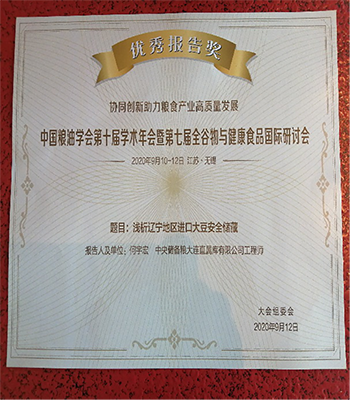 优秀报告奖
协同创新助力粮食产业高质量发展
中国粮油学会第十届学术年会暨第七届全谷物与健康食品国际研讨会
2020年9月10-12日 江苏·无锡
题目：浅析辽宁地区进口大豆安全储藏
报告人及单位：何宇宏 中央储备粮大连直属库有限公司工程师
大会组委会
2020年9月12日